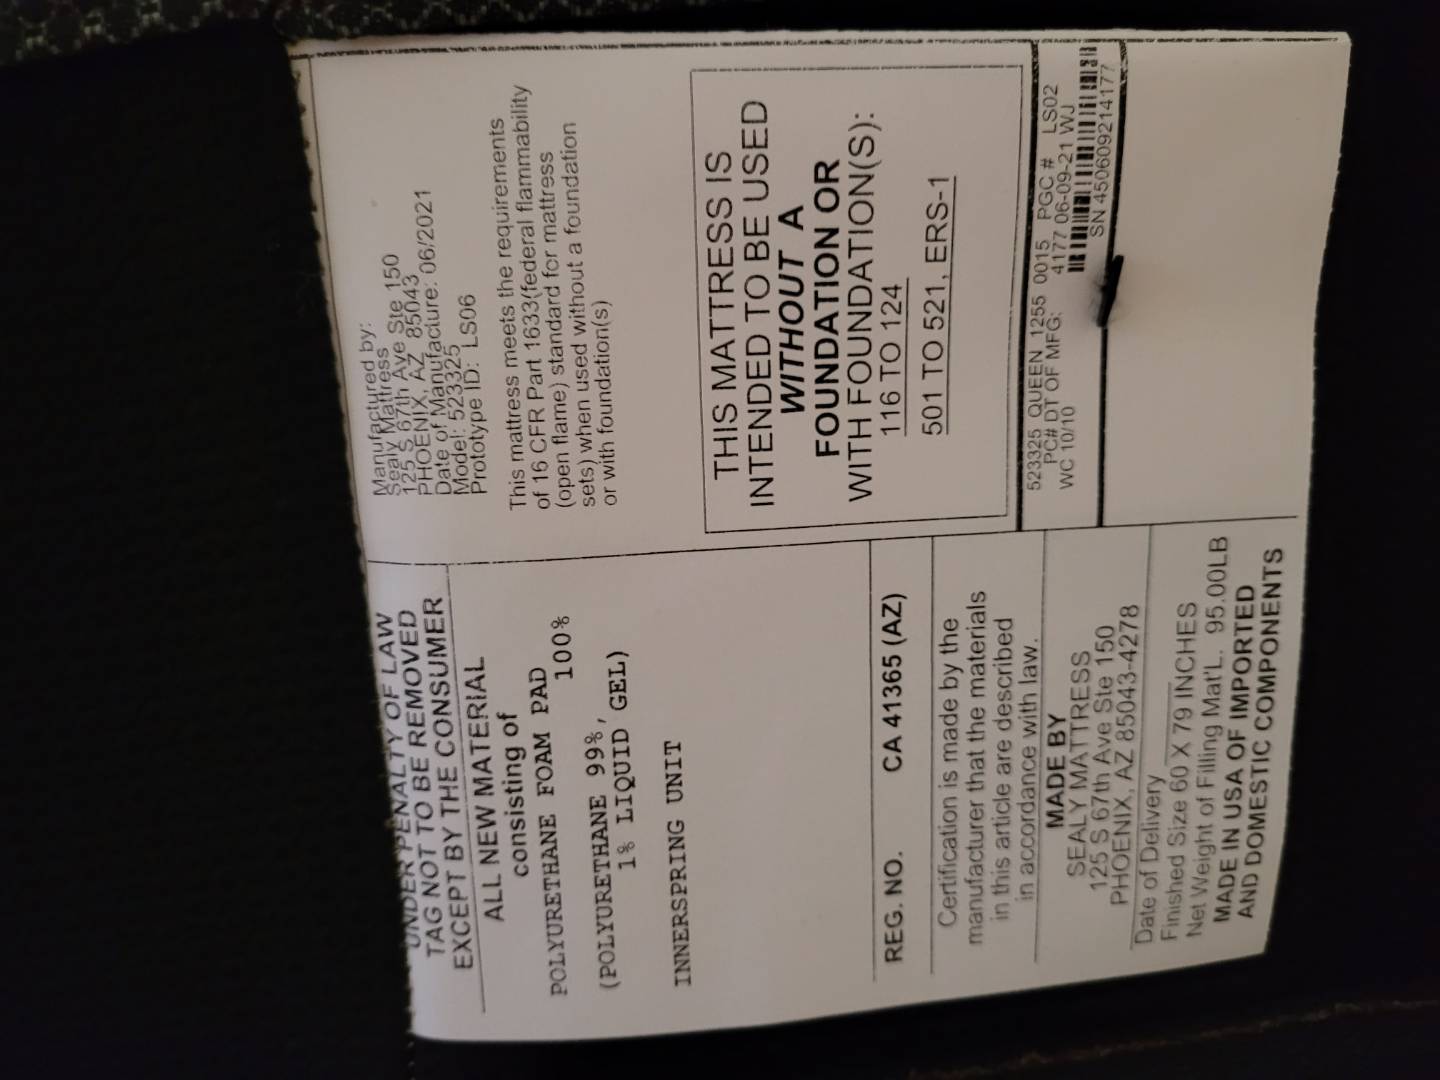 UNDER PENALTY OF LAW
TAG NOT TO BE REMOVED
EXCEPT BY THE CONSUMER
ALL NEW MATERIAL
consisting of
POLYURETHANE FOAM PAD
100%
(POLYURETHANE 99%,
1% LIQUID GEL)
INNERSPRING UNIT
REG. NO. CA 41365 (AZ)
Certification is made by the
manufacturer that the materials
in this article are described
in accordance with law.
MADE BY
SEALY MATTRESS
125 S 67th Ave Ste 150
PHOENIX, AZ 85043-4278
Date of Delivery
Finished Size 60 X 79 INCHES
Net Weight of Filling Mat'L. 95.00LB
MADE IN USA OF IMPORTED
AND DOMESTIC COMPONENTS
Manufactured by:
Sealy Mattress
125 S 67th Ave Ste 150
PHOENIX, AZ 85043
Date of Manufacture: 06/2021
Model: 523325
Prototype ID: LS06
This mattress meets the requirements
of 16 CFR Part 1633(federal flammability
(open flame) standard for mattress
sets) when used without a foundation
or with foundation(s)
THIS MATTRESS IS
INTENDED TO BE USED
WITHOUT A
FOUNDATION OR
WITH FOUNDATION(S):
116 TO 124
501 TO 521, ERS-1
523325 QUEEN 1255 0015 PGC # LS02
PC# DT OF MFG: 4177 06-09-21 WJ
WC 10/10
SN 450609214177